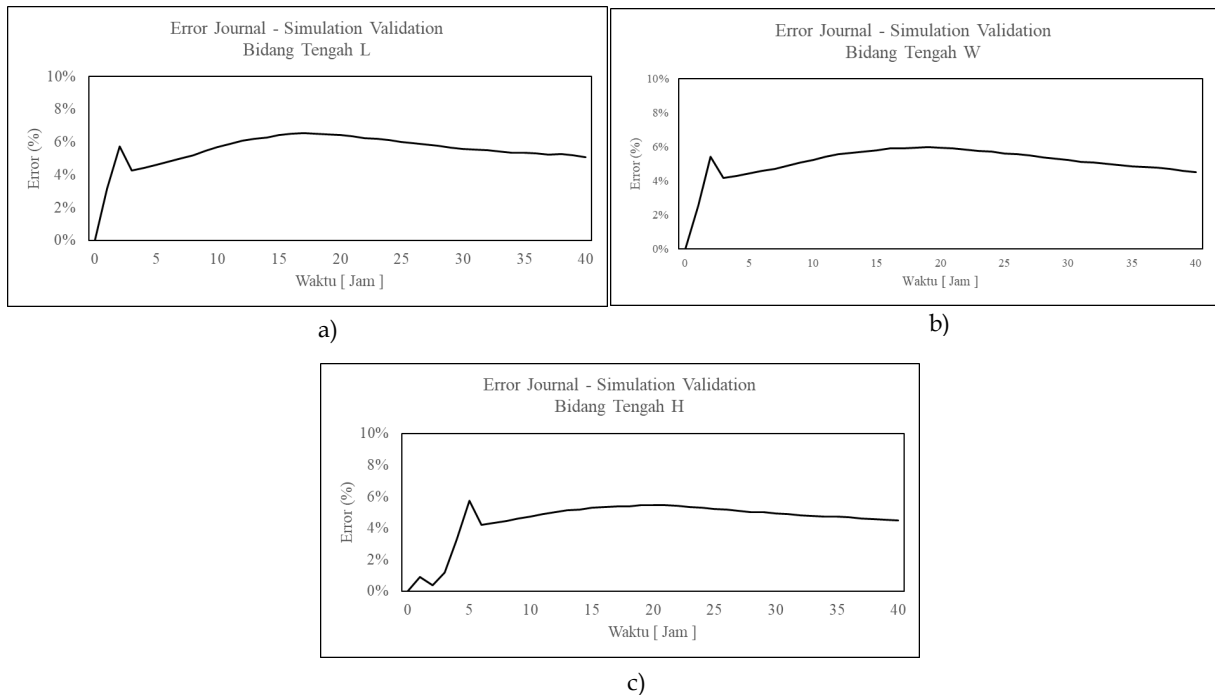 Error Journal - Simulation Validation
Bidang Tengah L
10%
8%
6%
4%
2%
0%
Error (%)
0 5 10 15 20 25 30 35 40
Waktu [ Jam ]
a)
Error Journal - Simulation Validation
Bidang Tengah W
10%
8%
6%
4%
2%
0%
Error (%)
0 5 10 15 20 25 30 35 40
Waktu [ Jam ]
b)
Error Journal - Simulation Validation
Bidang Tengah H
10%
8%
6%
4%
2%
0%
Error (%)
0 5 10 15 20 25 30 35 40
Waktu [ Jam ]
c)